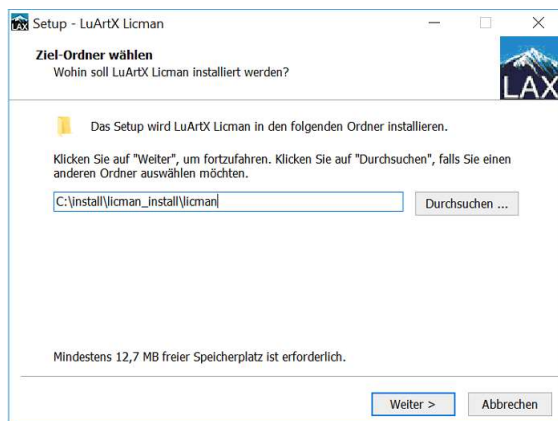 LAX Setup - LuArtX Licman
Ziel-Ordner wählen
Wohin soll LuArtX Licman installiert werden?
LAX
Das Setup wird LuArtX Licman in den folgenden Ordner installieren.
Klicken Sie auf "Weiter", um fortzufahren. Klicken Sie auf "Durchsuchen", falls Sie einen
anderen Ordner auswählen möchten.
C:\install\licman_install\licman
Durchsuchen ...
Mindestens 12,7 MB freier Speicherplatz ist erforderlich.
Weiter >
Abbrechen